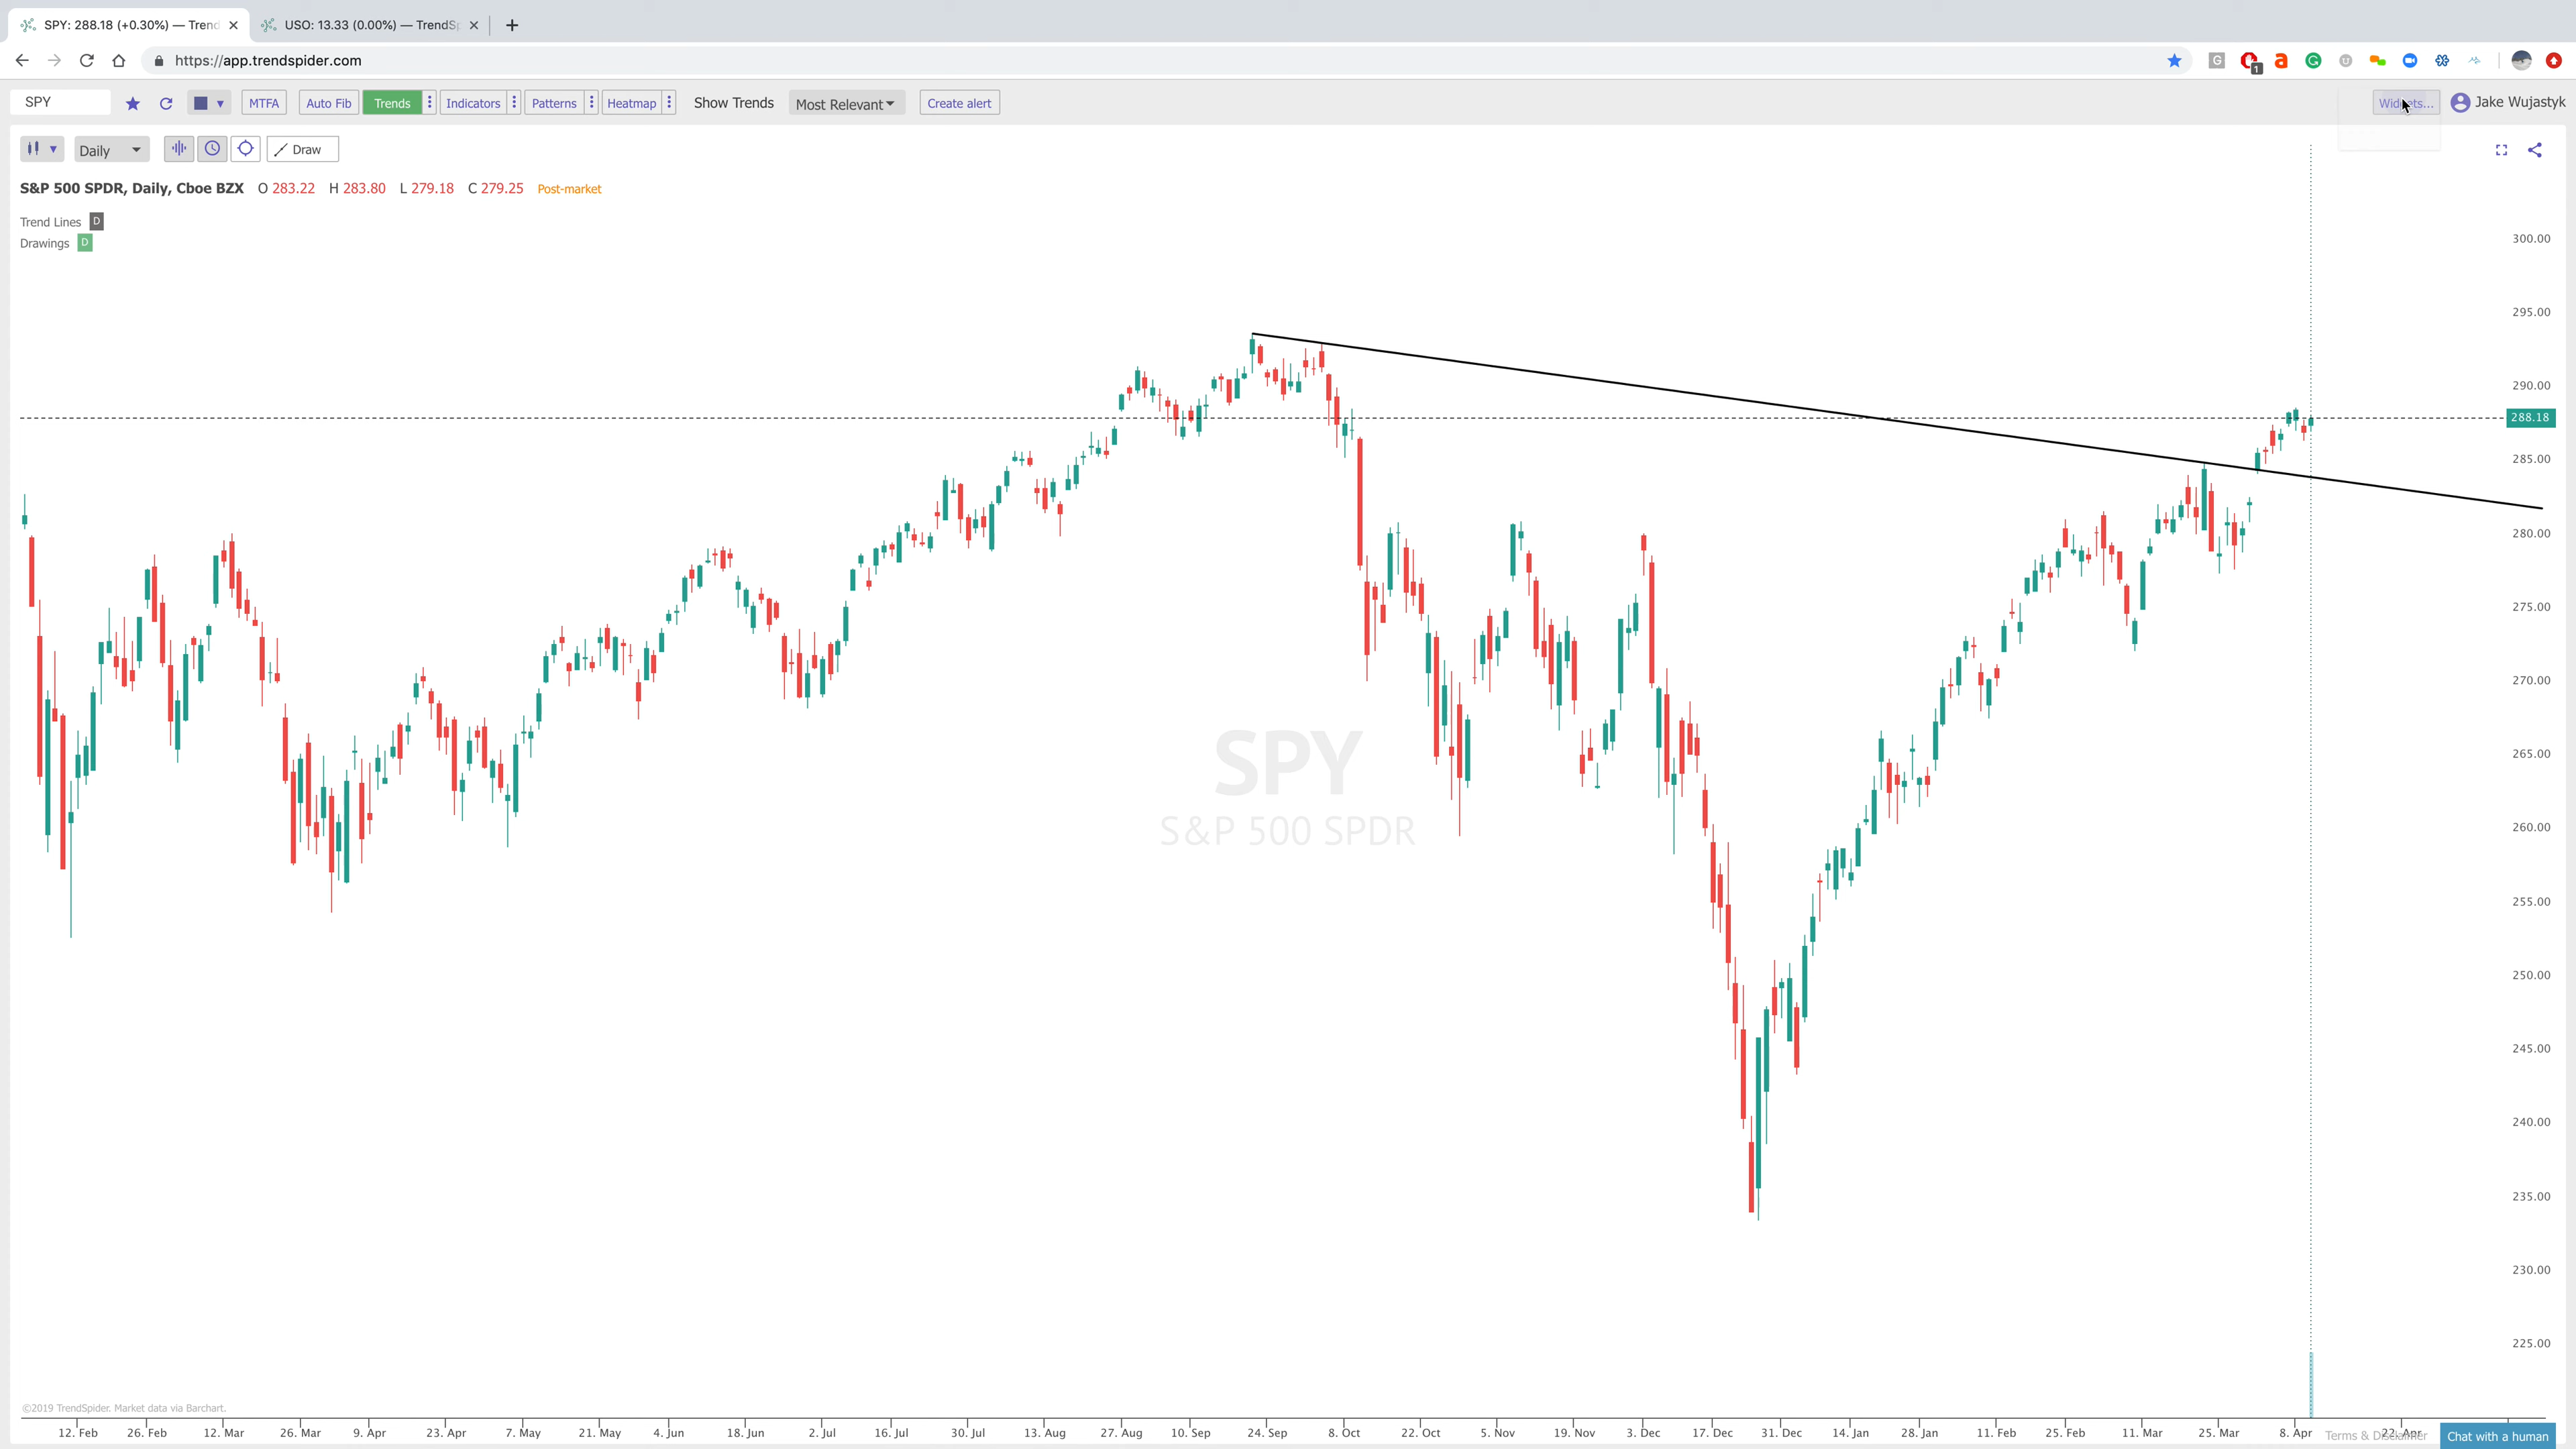 SPY: 288.18 (+0.30%) — Trend
USO: 13.33 (0.00%) — TrendSp
https://app.trendspider.com
G 1 a
SPY MTFA Auto Fib Trends Indicators Patterns Heatmap Show Trends Most Relevant Create alert Widgets... Jake Wujastyk
Daily Draw
S&P 500 SPDR, Daily, Cboe BZX O 283.22 H 283.80 L 279.18 C 279.25 Post-market
Trend Lines D
Drawings D
300.00
295.00
290.00
288.18
285.00
280.00
275.00
270.00
265.00
260.00
255.00
250.00
245.00
240.00
235.00
230.00
225.00
SPY
S&P 500 SPDR
©2019 TrendSpider. Market data via Barchart.
12. Feb 26. Feb 12. Mar 26. Mar 9. Apr 23. Apr 7. May 21. May 4. Jun 18. Jun 2. Jul 16. Jul 30. Jul 13. Aug 27. Aug 10. Sep 24. Sep 8. Oct 22. Oct 5. Nov 19. Nov 3. Dec 17. Dec 31. Dec 14. Jan 28. Jan 11. Feb 25. Feb 11. Mar 25. Mar 8. Apr 22. Apr
Terms & Disclaimer
Chat with a human